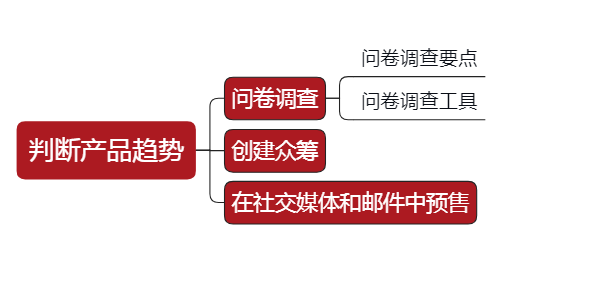 判断产品趋势
问卷调查
问卷调查要点
问卷调查工具
创建众筹
在社交媒体和邮件中预售